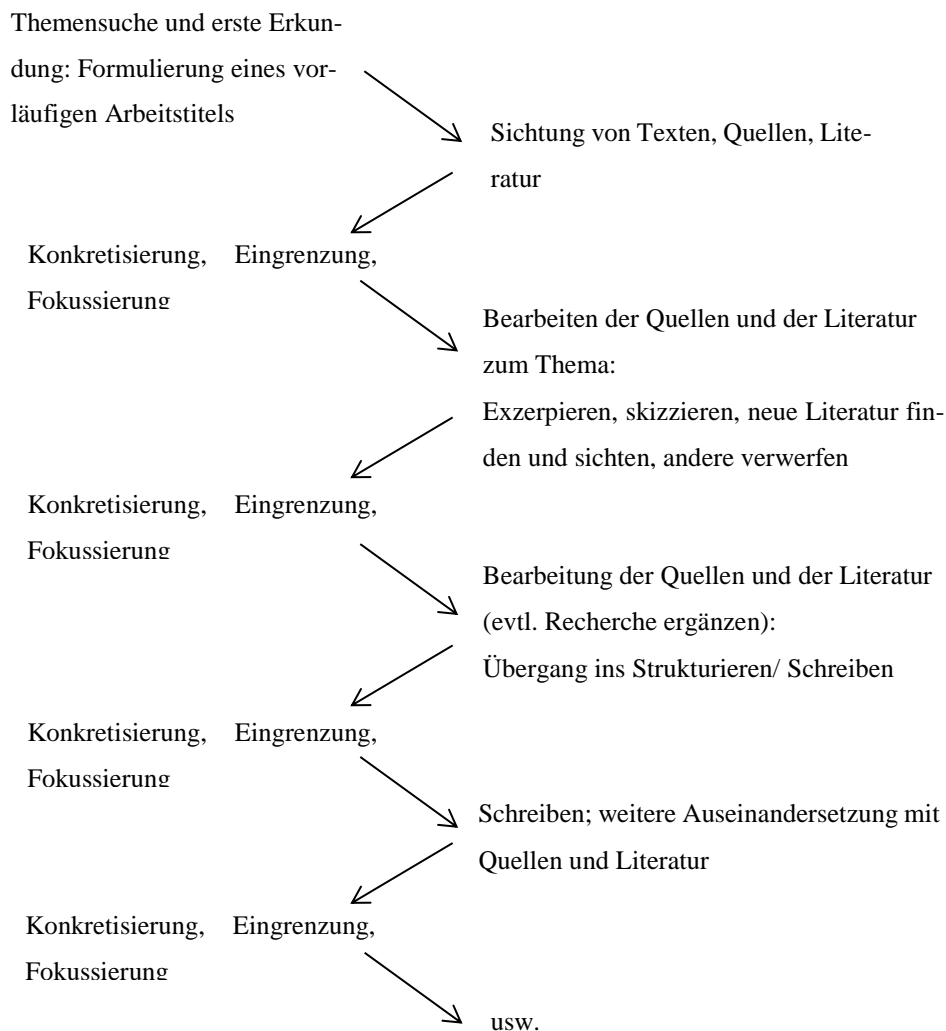 Themensuche und erste Erkun-
dung: Formulierung eines vor-
läufigen Arbeitstitels
Sichtung von Texten, Quellen, Lite-
ratur
Konkretisierung, Eingrenzung,
Fokussierung
Bearbeiten der Quellen und der Literatur
zum Thema:
Exzerpieren, skizzieren, neue Literatur fin-
den und sichten, andere verwerfen
Konkretisierung, Eingrenzung,
Fokussierung
Bearbeitung der Quellen und der Literatur
(evtl. Recherche ergänzen):
Übergang ins Strukturieren/ Schreiben
Konkretisierung, Eingrenzung,
Fokussierung
Schreiben; weitere Auseinandersetzung mit
Quellen und Literatur
Konkretisierung, Eingrenzung,
Fokussierung
usw.